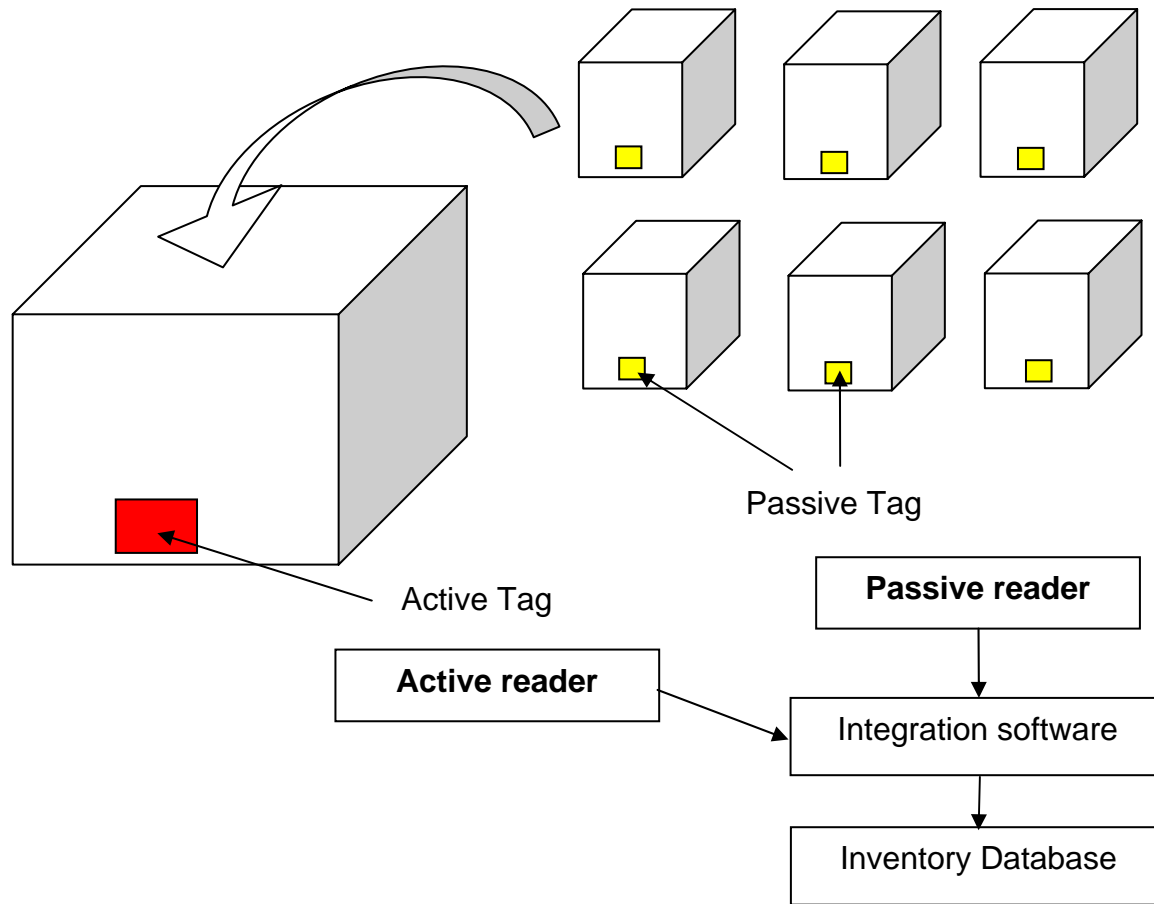 Passive Tag
Passive reader
Active Tag
Active reader
Integration software
Inventory Database